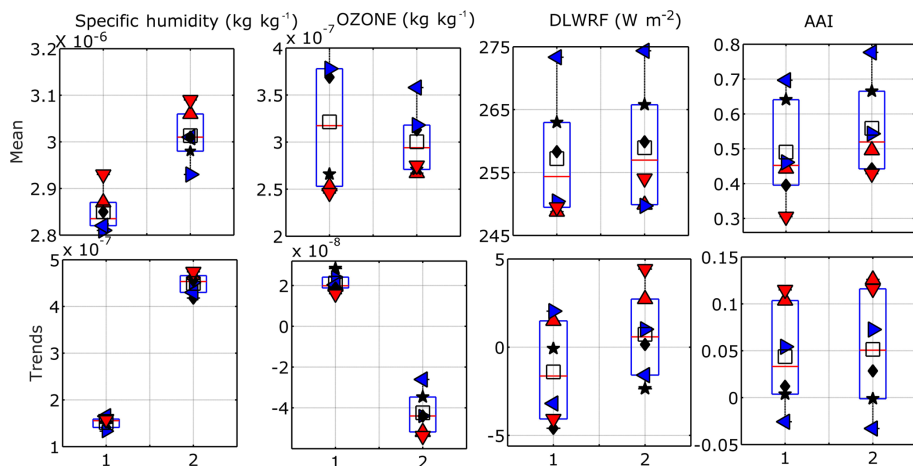 Specific humidity (kg kg⁻¹) OZONE (kg kg⁻¹) DLWRF (W m⁻²) AAI
X 10⁻⁶ x 10⁻⁷
3.2 4 275 0.8
0.7
3.1 3.5 265 0.6
Mean 3 3 0.5
255 0.4
2.9 2.5
0.3
2.8 2 245
x 10⁻⁷ x 10⁻⁸
5 5 0.15
2
4 0.1
0
0 0.05
Trends 3 -2
0
2 -4
-5
1 -0.05
1 2 1 2 1 2 1 2